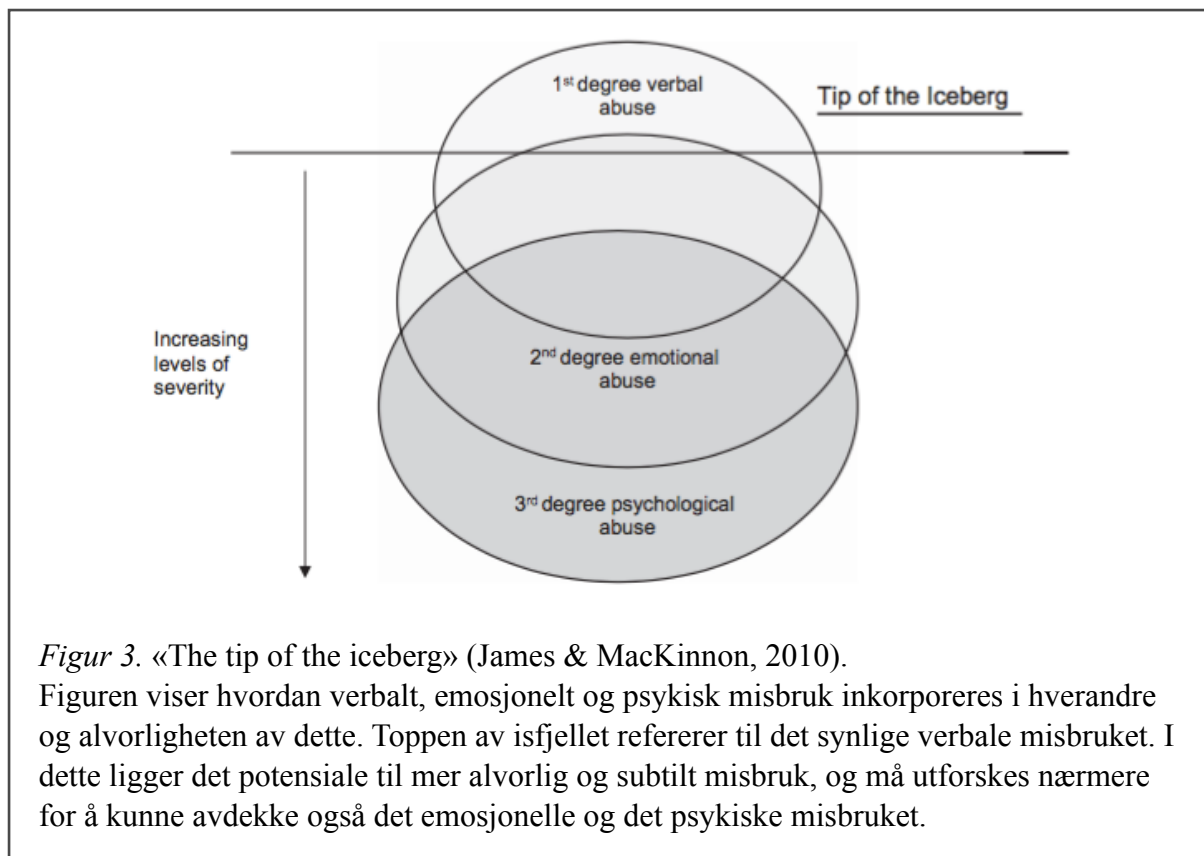 1st degree verbal
abuse
Tip of the Iceberg
Increasing
levels of
severity
2nd degree emotional
abuse
3rd degree psychological
abuse
Figur 3. «The tip of the iceberg» (James & MacKinnon, 2010).
Figuren viser hvordan verbalt, emosjonelt og psykisk misbruk inkorporeres i hverandre
og alvorligheten av dette. Toppen av isfjellet refererer til det synlige verbale misbruket. I
dette ligger det potensiale til mer alvorlig og subtilt misbruk, og må utforskes nærmere
for å kunne avdekke også det emosjonelle og det psykiske misbruket.